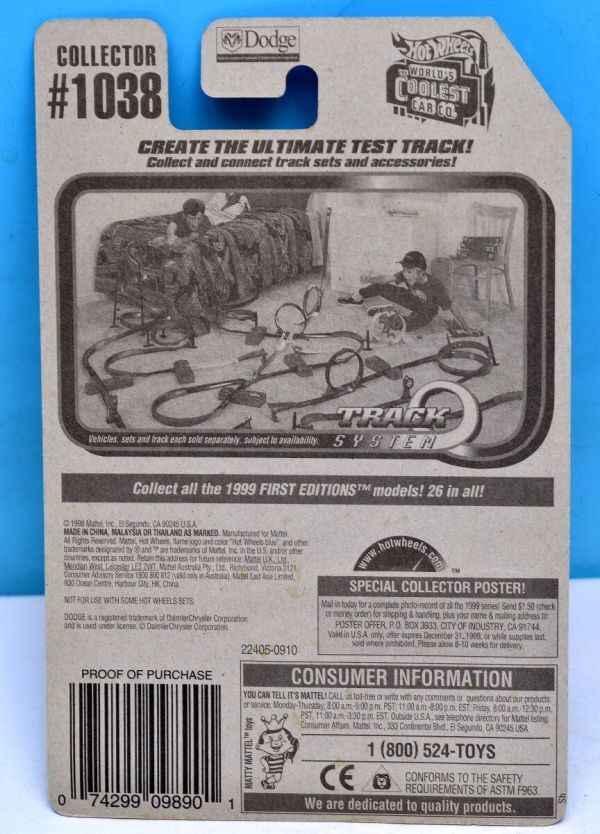 COLLECTOR
#1038
Dodge
HOT WHEELS
WORLD'S
COOLEST
CAR CO.
CREATE THE ULTIMATE TEST TRACK!
Collect and connect track sets and accessories!
TRACK
SYSTEM
Vehicles, sets and track each sold separately, subject to availability.
Collect all the 1999 FIRST EDITIONS™ models! 26 in all!
© 1998 Mattel, Inc., El Segundo, CA 90245 U.S.A.
MADE IN CHINA, MALAYSIA OR THAILAND AS MARKED. Manufactured for Mattel.
All Rights Reserved. Mattel, Hot Wheels, flame logo and color "Hot Wheels blue", and other
trademarks designated by ® and ™ are trademarks of Mattel, Inc. in the U.S. and/or other
countries, except as noted. Retain this address for future reference: Mattel U.K., Ltd.,
Meridian West, Leicester LE3 2WT. Mattel Australia Pty., Ltd., Richmond, Victoria 3121.
Consumer Advisory Service 1800 800 812 (valid only in Australia). Mattel East Asia Limited,
930 Ocean Centre, Harbour City, HK, China.
NOT FOR USE WITH SOME HOT WHEELS SETS.
DODGE is a registered trademark of DaimlerChrysler Corporation
and is used under license. © DaimlerChrysler Corporation.
22405-0910
www.hotwheels.com
™
SPECIAL COLLECTOR POSTER!
Mail in today for a complete photo-record of all the 1999 series! Send $1.50 (check
or money order) for shipping & handling, plus your name & mailing address to:
POSTER OFFER, P.O. BOX 3933, CITY OF INDUSTRY, CA 91744.
Valid in U.S.A. only, offer expires December 31, 1999, or while supplies last,
void where prohibited. Please allow 8-10 weeks for delivery.
PROOF OF PURCHASE
0 74299 09890 1
CONSUMER INFORMATION
YOU CAN TELL IT'S MATTEL! CALL us toll-free or write with any comments or questions about our products
or service. Monday-Thursday, 8:00 a.m.-5:00 p.m. PST; 11:00 a.m.-8:00 p.m. EST; Friday, 8:00 a.m.-12:30 p.m.
PST, 11:00 a.m.-3:30 p.m. EST. Outside U.S.A., see telephone directory for Mattel listing.
Consumer Affairs, Mattel, Inc., 333 Continental Blvd., El Segundo, CA 90245 USA
MATTY MATTEL™ toys
1 (800) 524-TOYS
CE
CONFORMS TO THE SAFETY
REQUIREMENTS OF ASTM F963.
We are dedicated to quality products.
Sh